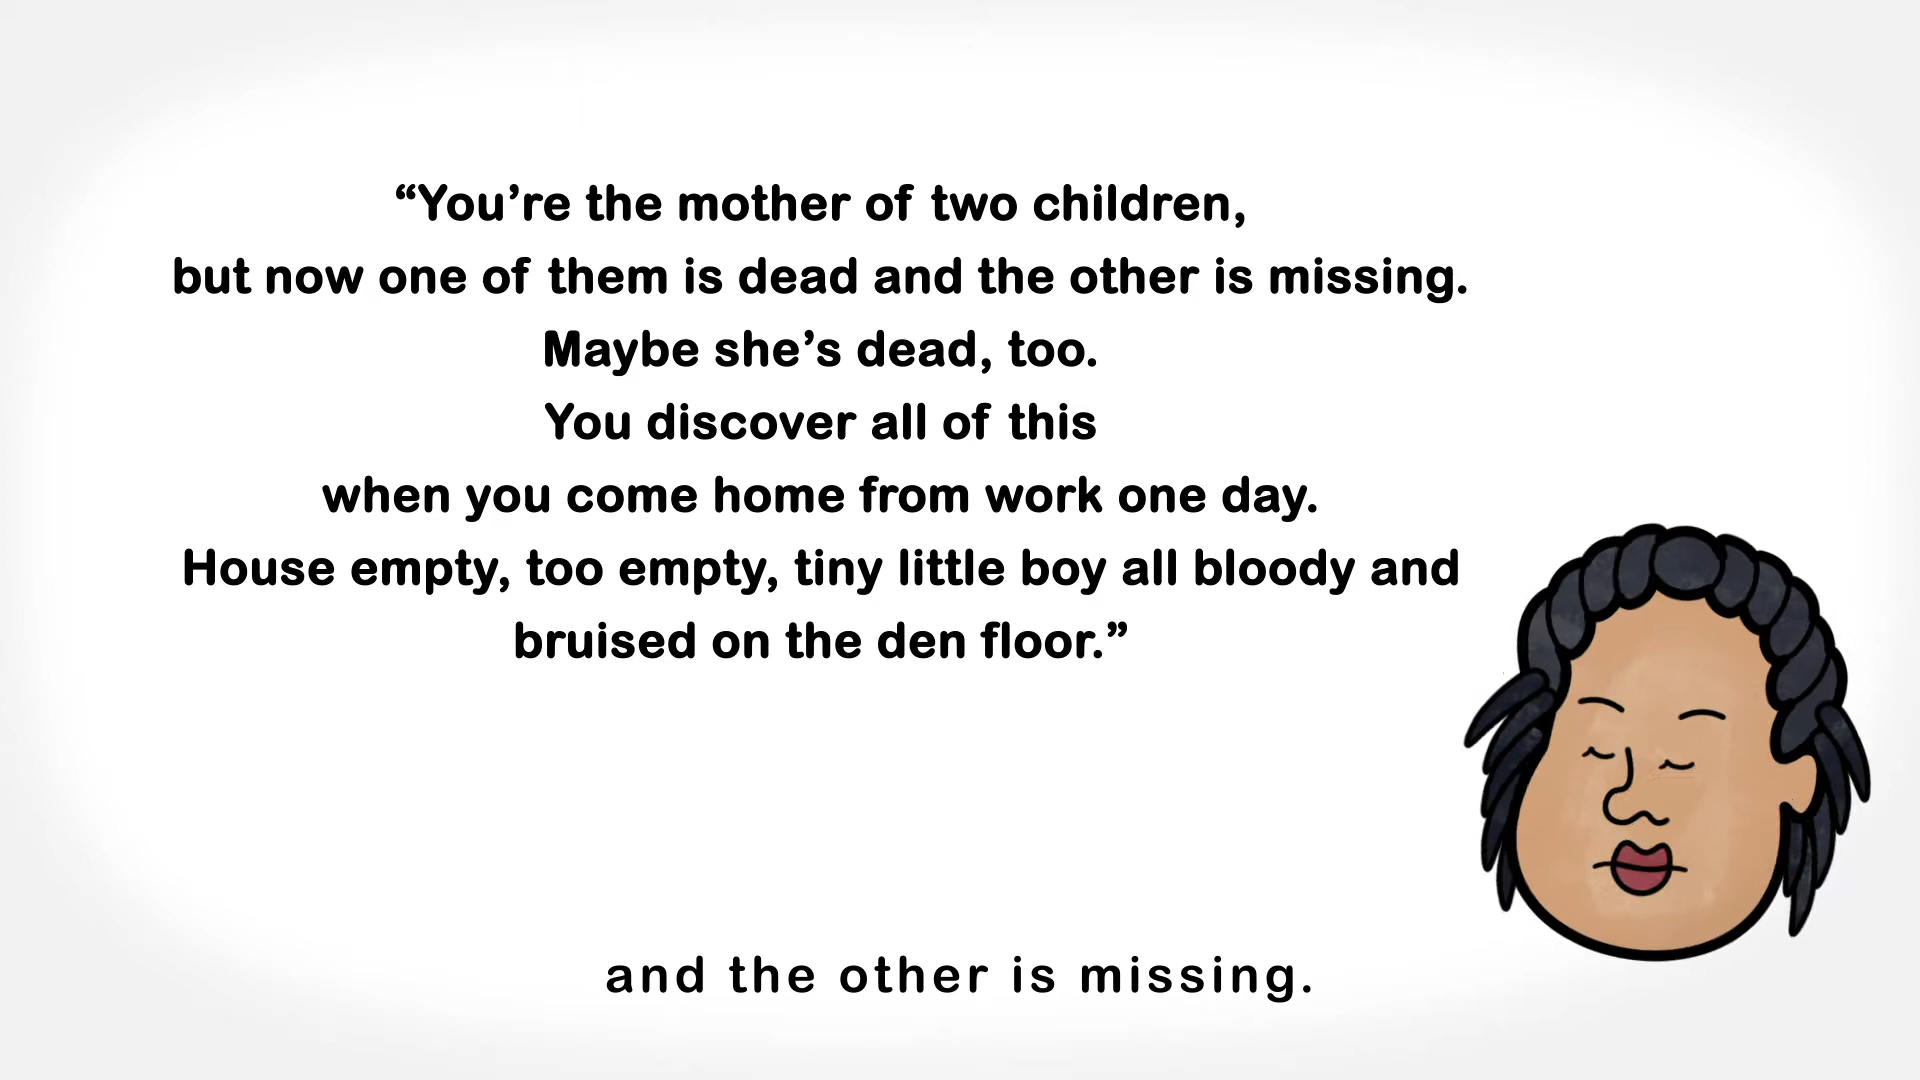 “You’re the mother of two children,
but now one of them is dead and the other is missing.
Maybe she’s dead, too.
You discover all of this
when you come home from work one day.
House empty, too empty, tiny little boy all bloody and
bruised on the den floor.”
and the other is missing.